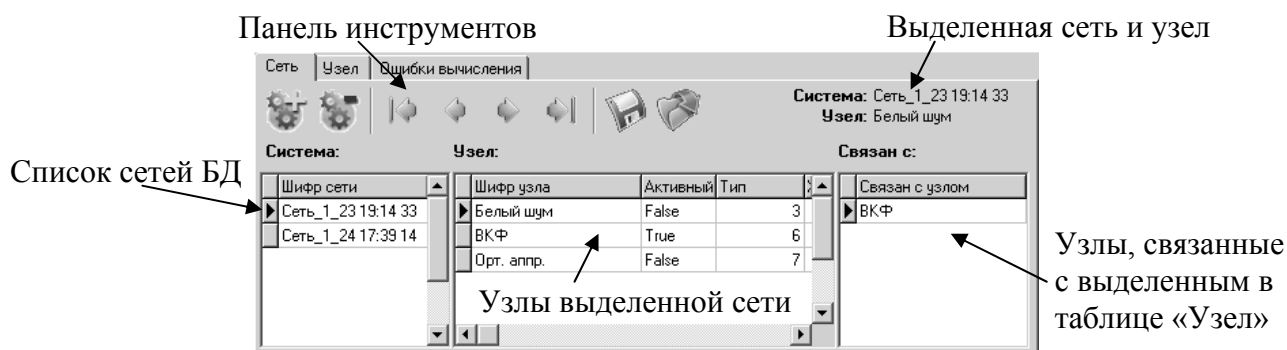 Панель инструментов
Выделенная сеть и узел
Сеть Узел Ошибки вычисления
Система: Сеть_1_23 19:14 33
Узел: Белый шум
Система: Узел: Связан с:
Список сетей БД
Шифр сети Шифр узла Активный Тип Связан с узлом
Сеть_1_23 19:14 33 Белый шум False 3 ВКФ
Сеть_1_24 17:39 14 ВКФ True 6
Орт. аппр. False 7
Узлы выделенной сети
Узлы, связанные
с выделенным в
таблице «Узел»